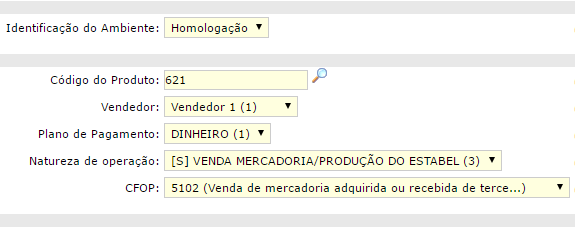 Identificação do Ambiente: Homologação
Código do Produto: 621
Vendedor: Vendedor 1 (1)
Plano de Pagamento: DINHEIRO (1)
Natureza de operação: [S] VENDA MERCADORIA/PRODUÇÃO DO ESTABEL (3)
CFOP: 5102 (Venda de mercadoria adquirida ou recebida de terce...)